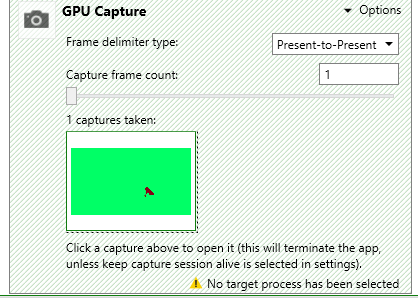 GPU Capture
Options
Frame delimiter type:
Present-to-Present
Capture frame count:
1
1 captures taken:
Click a capture above to open it (this will terminate the app,
unless keep capture session alive is selected in settings).
No target process has been selected